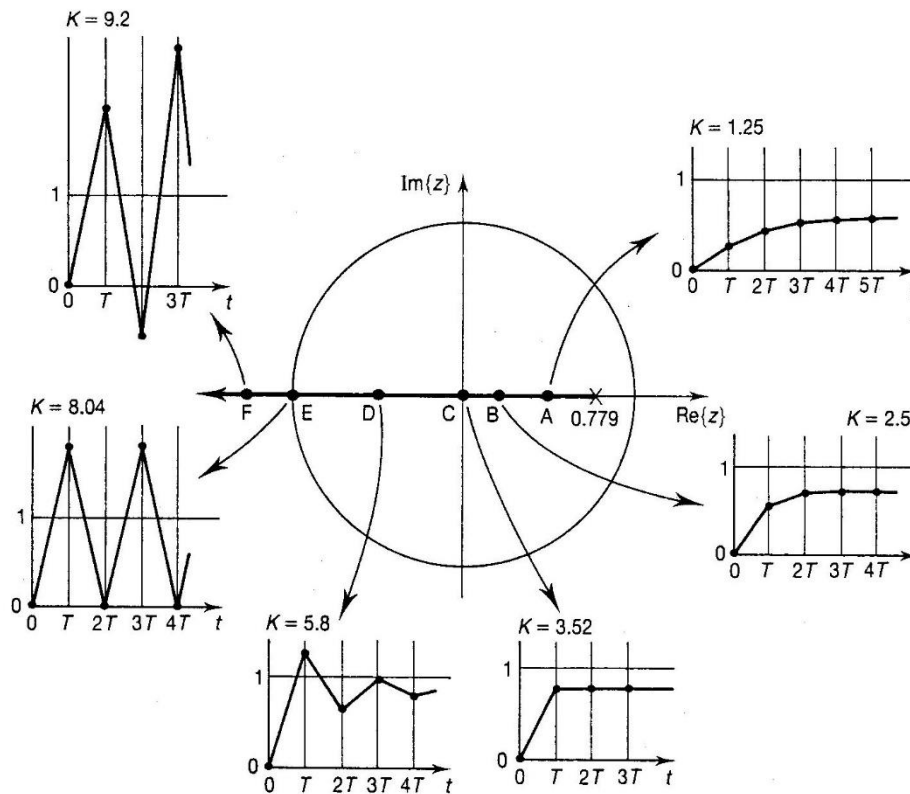 K = 9.2
1
0
0 T 3T t
K = 1.25
1
0
0 T 2T 3T 4T 5T
Im{z}
F E D C B A 0.779 Re{z}
K = 8.04
1
0
0 T 2T 3T 4T t
K = 2.5
1
0
0 T 2T 3T 4T
K = 5.8
1
0
0 T 2T 3T 4T t
K = 3.52
1
0
0 T 2T 3T t